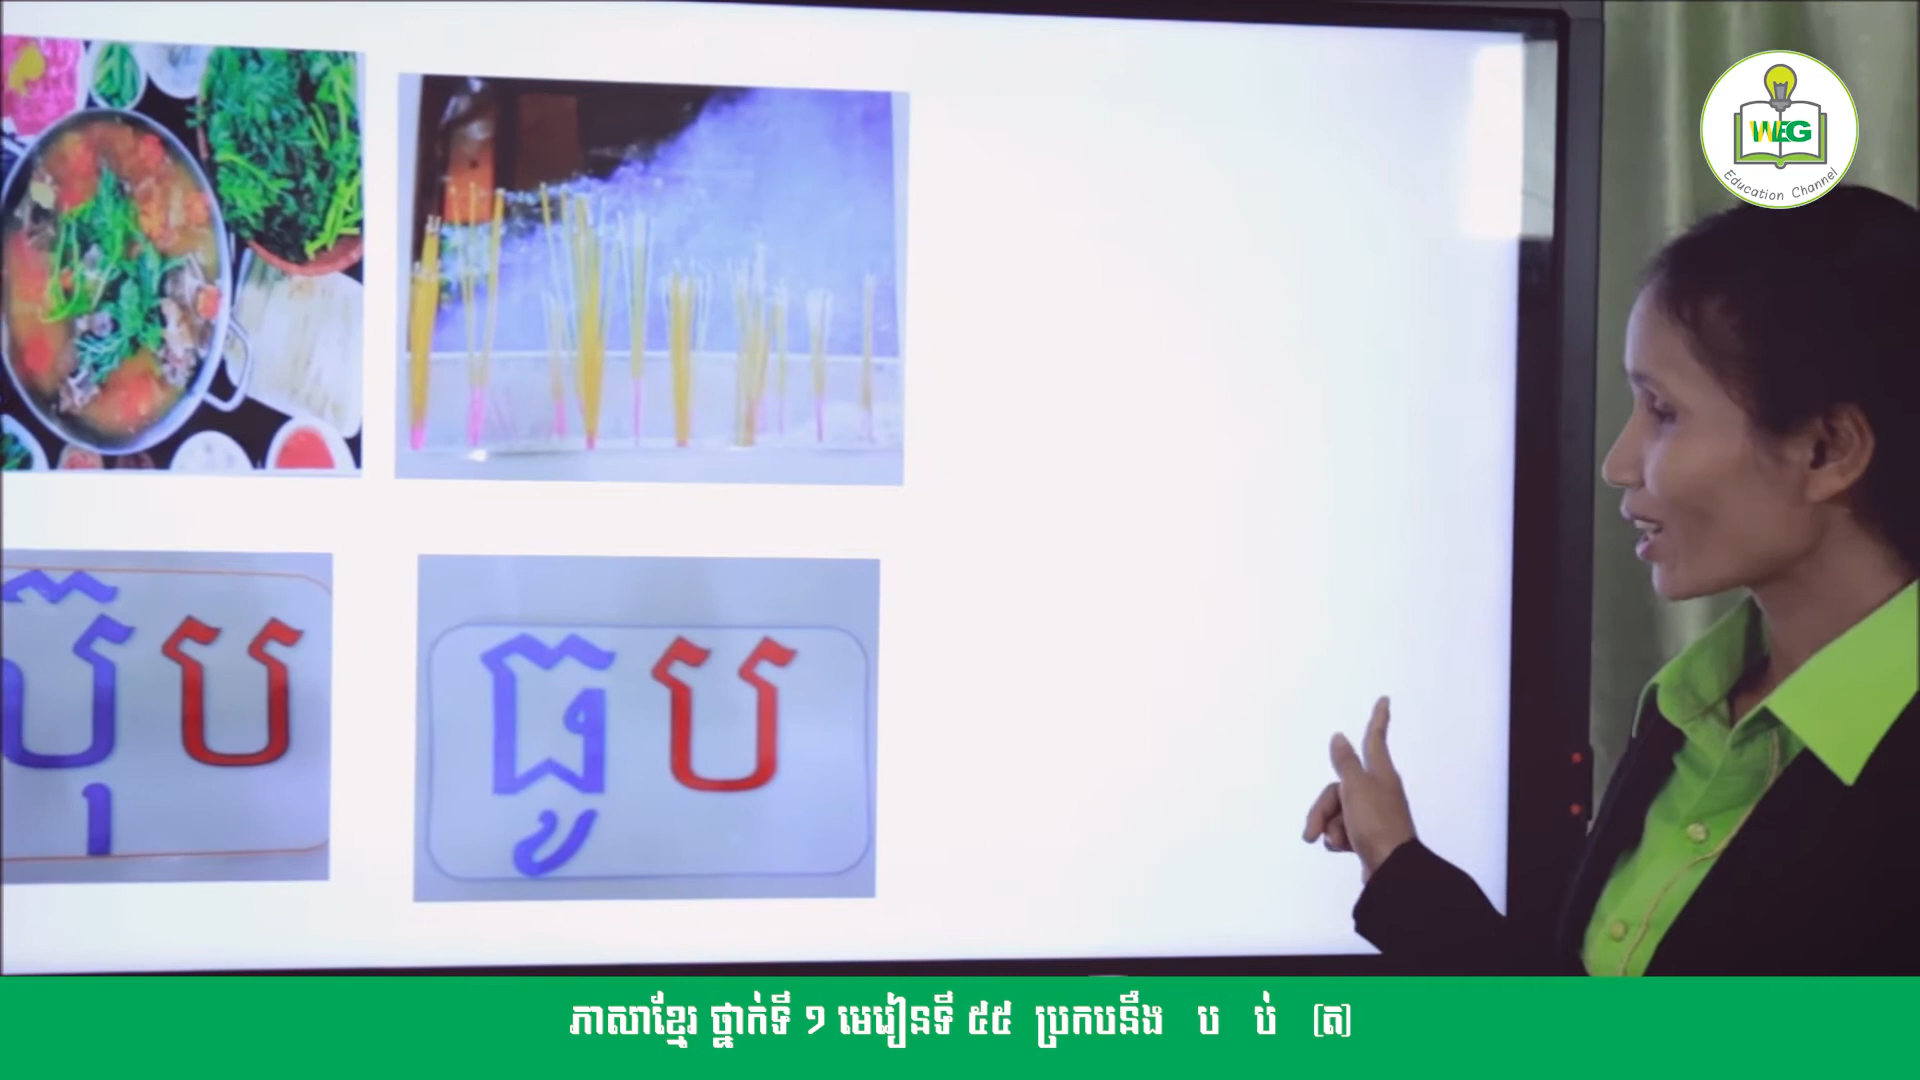 WEG
Education Channel
ប៊ុប
ធូប
ភាសាខ្មែរ ថ្នាក់ទី ១ មេរៀនទី ៥៥ ប្រកបនឹង ប ប់ (ត)